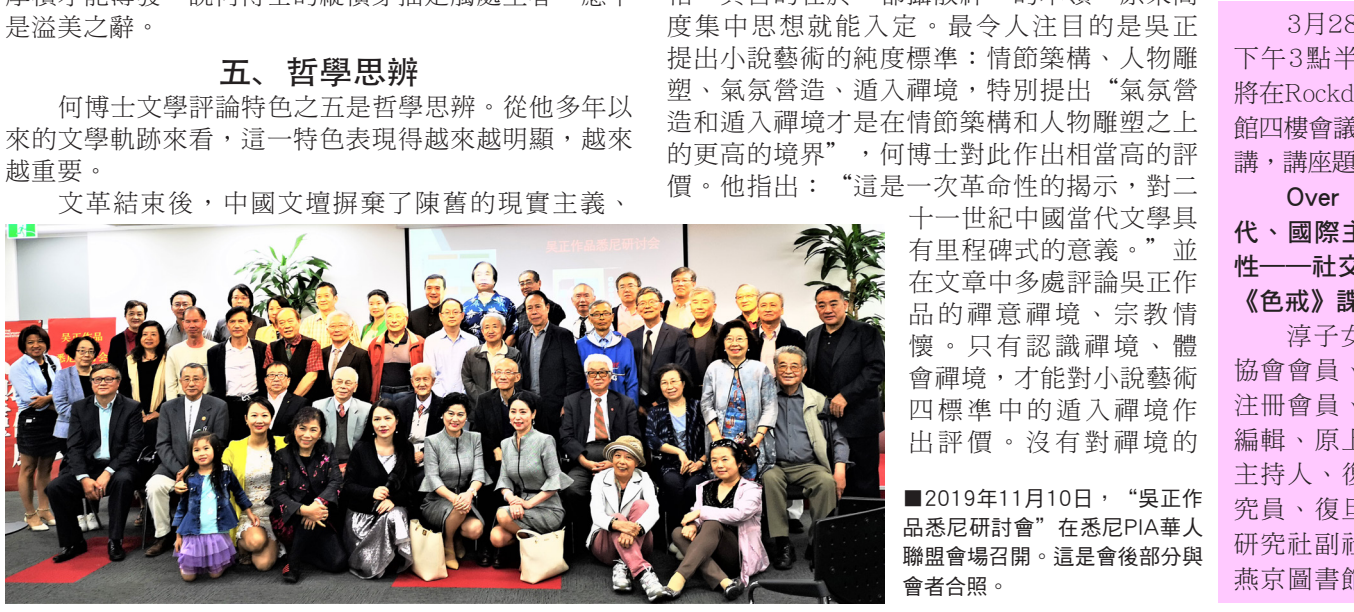 是溢美之辭。
五、哲學思辨
何博士文學評論特色之五是哲學思辨。從他多年以
來的文學軌跡來看，這一特色表現得越來越明顯，越來
越重要。
文革結束後，中國文壇摒棄了陳舊的現實主義、
度集中思想就能入定。最令人注目的是吳正
提出小說藝術的純度標準：情節築構、人物雕
塑、氣氛營造、遁入禪境，特別提出“氣氛營
造和遁入禪境才是在情節築構和人物雕塑之上
的更高的境界”，何博士對此作出相當高的評
價。他指出：“這是一次革命性的揭示，對二
十一世紀中國當代文學具
有里程碑式的意義。”並
在文章中多處評論吳正作
品的禪意禪境、宗教情
懷。只有認識禪境、體
會禪境，才能對小說藝術
四標準中的遁入禪境作
出評價。沒有對禪境的
吴正作品悉尼研讨会
吴正作品
■2019年11月10日，“吳正作
品悉尼研討會”在悉尼PIA華人
聯盟會場召開。這是會後部分與
會者合照。
3月28
下午3點半
將在Rockd
館四樓會議
講，講座題
Over
代、國際主
性——社交
《色戒》諜
淳子女
協會會員、
注冊會員、
編輯、原上
主持人、復
究員、復旦
研究社副社
燕京圖書館